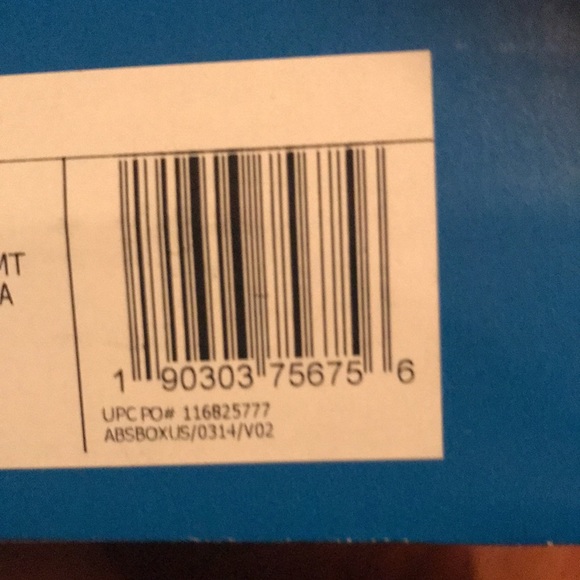 MT
A
1 90303 75675 6
UPC PO# 116825777
ABSBOXUS/0314/V02